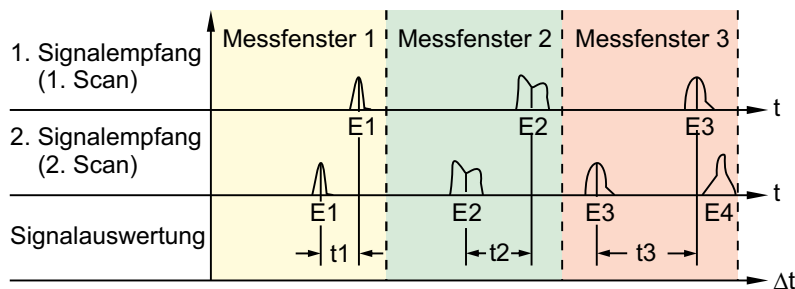 Messfenster 1 Messfenster 2 Messfenster 3
1. Signalempfang
(1. Scan)
t
E1 E2 E3
2. Signalempfang
(2. Scan)
t
E1 E2 E3 E4
Signalauswertung
t1 t2 t3
Δt